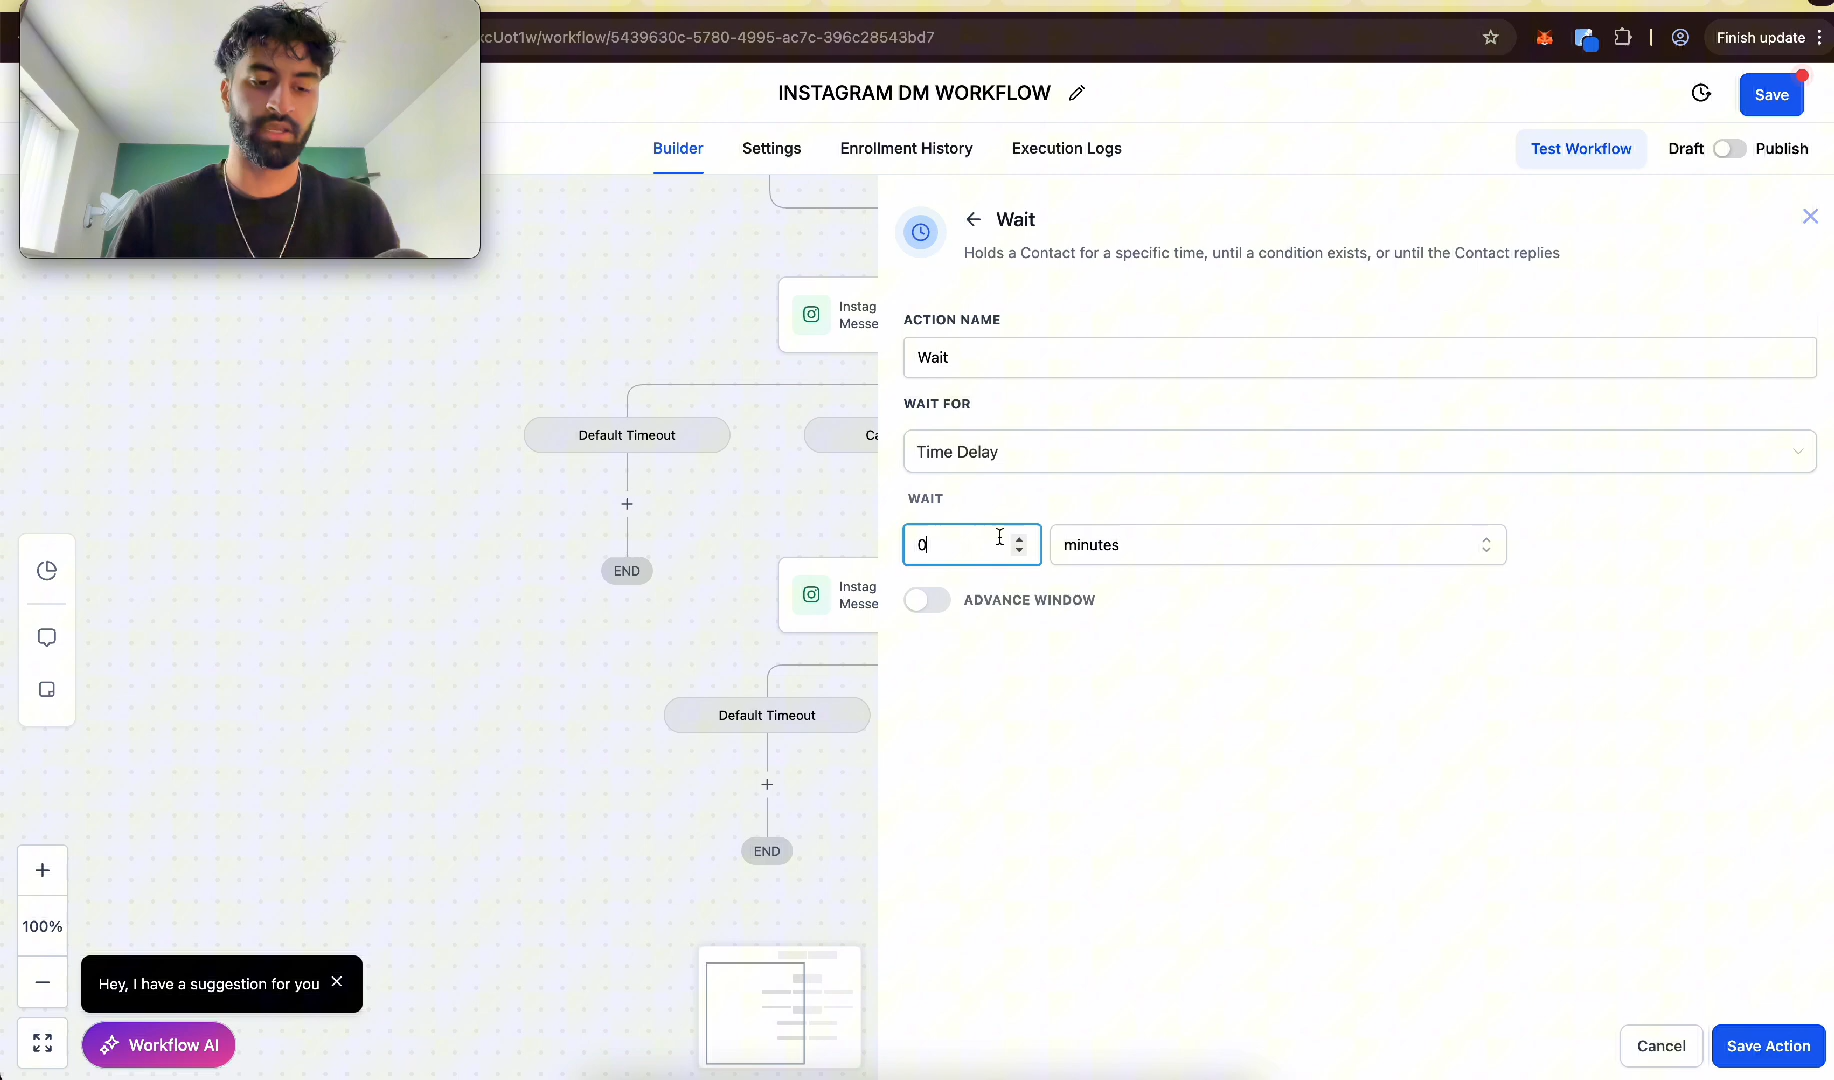 xcUot1w/workflow/5439630c-5780-4995-ac7c-396c28543bd7
Finish update
INSTAGRAM DM WORKFLOW
Save
Builder
Settings
Enrollment History
Execution Logs
Test Workflow
Draft
Publish
Wait
Holds a Contact for a specific time, until a condition exists, or until the Contact replies
ACTION NAME
Wait
WAIT FOR
Time Delay
WAIT
0
minutes
ADVANCE WINDOW
Instag
Messe
Default Timeout
Ca
+
END
Instag
Messe
Default Timeout
+
END
+
100%
−
Hey, I have a suggestion for you
Workflow AI
Cancel
Save Action